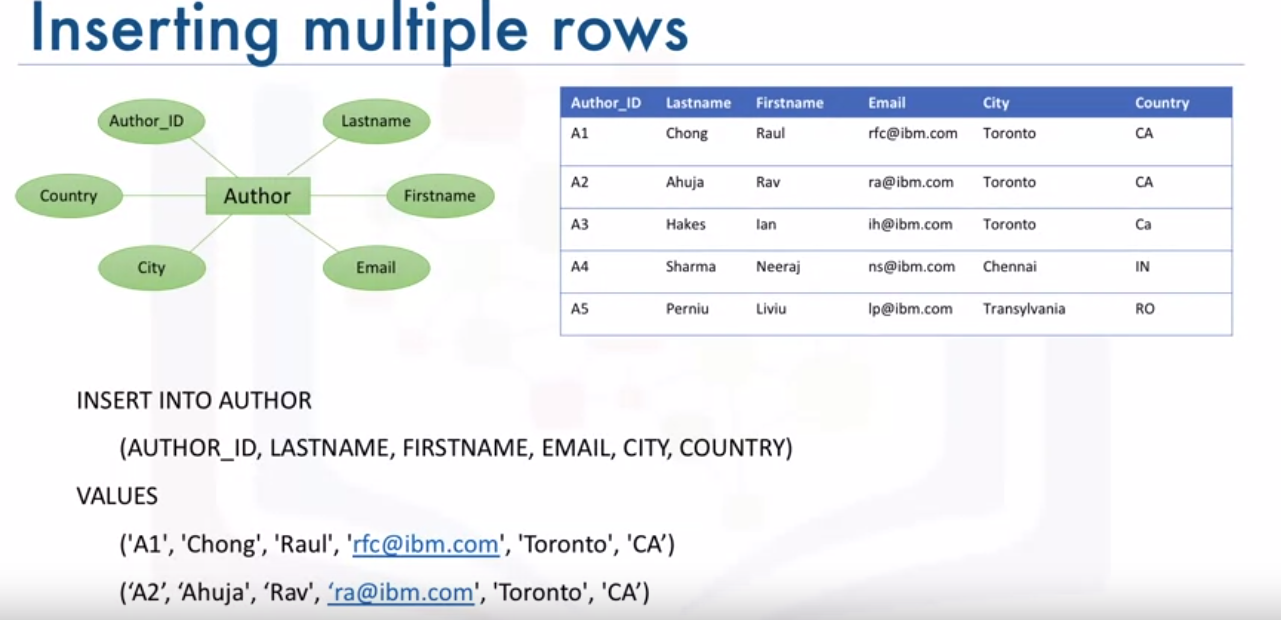 Inserting multiple rows
Author_ID
Lastname
Country
Author
Firstname
City
Email
Author_ID Lastname Firstname Email City Country
A1 Chong Raul rfc@ibm.com Toronto CA
A2 Ahuja Rav ra@ibm.com Toronto CA
A3 Hakes Ian ih@ibm.com Toronto Ca
A4 Sharma Neeraj ns@ibm.com Chennai IN
A5 Perniu Liviu lp@ibm.com Transylvania RO
INSERT INTO AUTHOR
(AUTHOR_ID, LASTNAME, FIRSTNAME, EMAIL, CITY, COUNTRY)
VALUES
('A1', 'Chong', 'Raul', 'rfc@ibm.com', 'Toronto', 'CA’)
(‘A2’, ‘Ahuja', ‘Rav', ‘ra@ibm.com', 'Toronto', 'CA’)